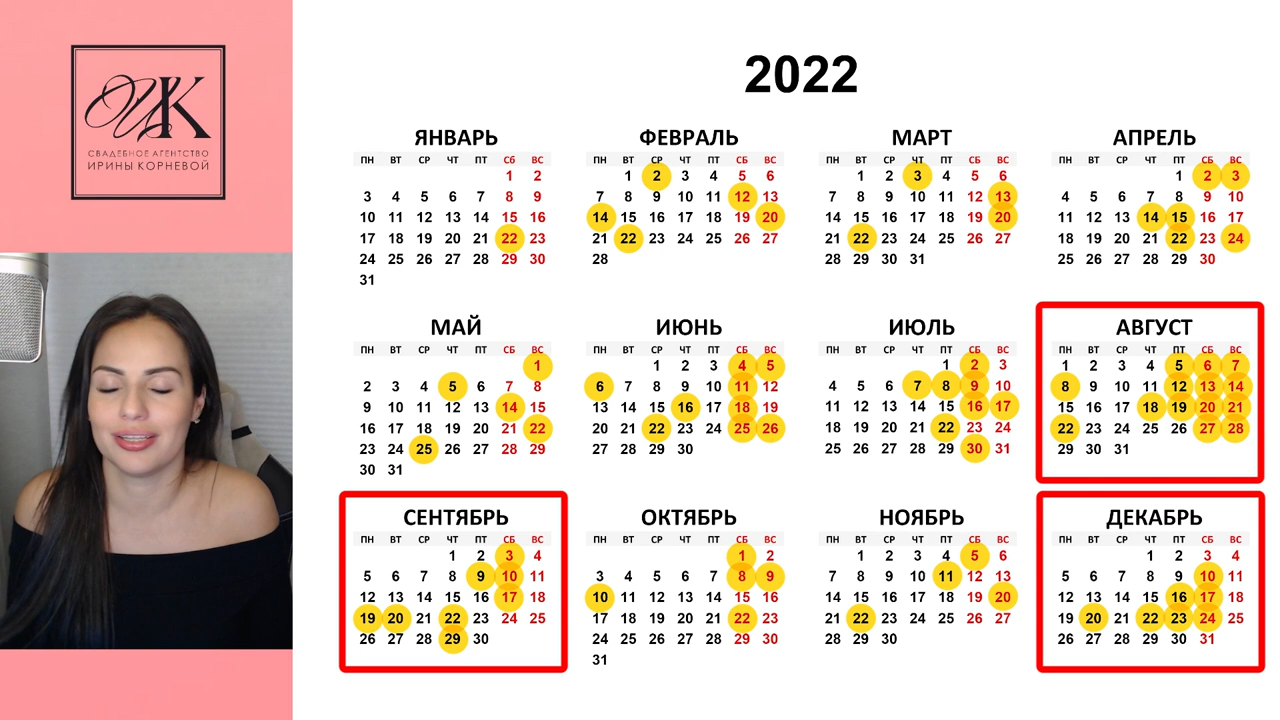 ИК
СВАДЕБНОЕ АГЕНТСТВО
ИРИНЫ КОРНЕВОЙ
2022
ЯНВАРЬ
ПН ВТ СР ЧТ ПТ СБ ВС
1 2
3 4 5 6 7 8 9
10 11 12 13 14 15 16
17 18 19 20 21 22 23
24 25 26 27 28 29 30
31
ФЕВРАЛЬ
ПН ВТ СР ЧТ ПТ СБ ВС
1 2 3 4 5 6
7 8 9 10 11 12 13
14 15 16 17 18 19 20
21 22 23 24 25 26 27
28
МАРТ
ПН ВТ СР ЧТ ПТ СБ ВС
1 2 3 4 5 6
7 8 9 10 11 12 13
14 15 16 17 18 19 20
21 22 23 24 25 26 27
28 29 30 31
АПРЕЛЬ
ПН ВТ СР ЧТ ПТ СБ ВС
1 2 3
4 5 6 7 8 9 10
11 12 13 14 15 16 17
18 19 20 21 22 23 24
25 26 27 28 29 30
МАЙ
ПН ВТ СР ЧТ ПТ СБ ВС
1
2 3 4 5 6 7 8
9 10 11 12 13 14 15
16 17 18 19 20 21 22
23 24 25 26 27 28 29
30 31
ИЮНЬ
ПН ВТ СР ЧТ ПТ СБ ВС
1 2 3 4 5
6 7 8 9 10 11 12
13 14 15 16 17 18 19
20 21 22 23 24 25 26
27 28 29 30
ИЮЛЬ
ПН ВТ СР ЧТ ПТ СБ ВС
1 2 3
4 5 6 7 8 9 10
11 12 13 14 15 16 17
18 19 20 21 22 23 24
25 26 27 28 29 30 31
АВГУСТ
ПН ВТ СР ЧТ ПТ СБ ВС
1 2 3 4 5 6 7
8 9 10 11 12 13 14
15 16 17 18 19 20 21
22 23 24 25 26 27 28
29 30 31
СЕНТЯБРЬ
ПН ВТ СР ЧТ ПТ СБ ВС
1 2 3 4
5 6 7 8 9 10 11
12 13 14 15 16 17 18
19 20 21 22 23 24 25
26 27 28 29 30
ОКТЯБРЬ
ПН ВТ СР ЧТ ПТ СБ ВС
1 2
3 4 5 6 7 8 9
10 11 12 13 14 15 16
17 18 19 20 21 22 23
24 25 26 27 28 29 30
31
НОЯБРЬ
ПН ВТ СР ЧТ ПТ СБ ВС
1 2 3 4 5 6
7 8 9 10 11 12 13
14 15 16 17 18 19 20
21 22 23 24 25 26 27
28 29 30
ДЕКАБРЬ
ПН ВТ СР ЧТ ПТ СБ ВС
1 2 3 4
5 6 7 8 9 10 11
12 13 14 15 16 17 18
19 20 21 22 23 24 25
26 27 28 29 30 31